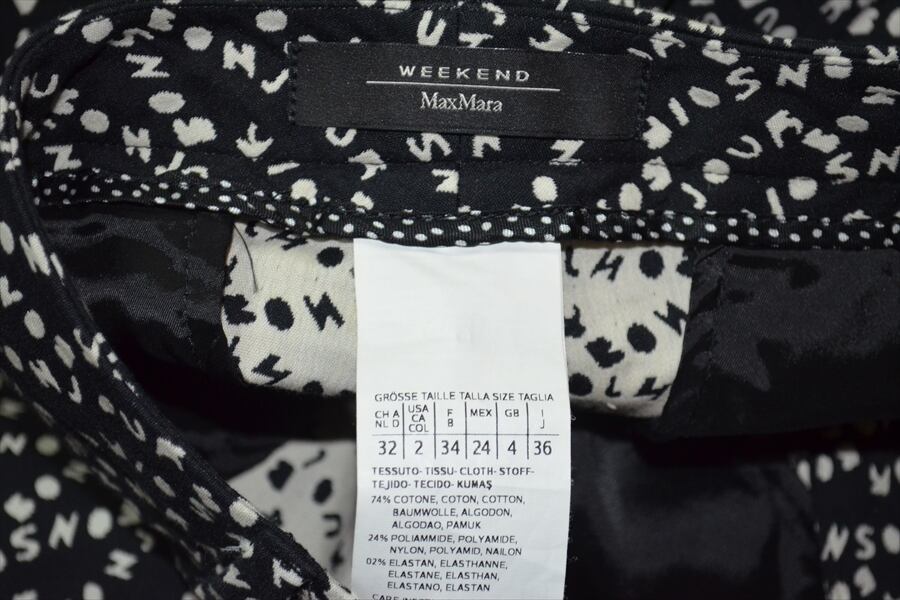 WEEKEND
MaxMara
GRÖSSE TAILLE TALLA SIZE TAGLIA
CH A NL D USA CA COL F B MEX GB I J
32 2 34 24 4 36
TESSUTO-TISSU-CLOTH-STOFF-
TEJIDO-TECIDO-KUMAŞ
74% COTONE, COTON, COTTON,
BAUMWOLLE, ALGODON,
ALGODAO, PAMUK
24% POLIAMMIDE, POLYAMIDE,
NYLON, POLYAMID, NAILON
02% ELASTAN, ELASTHANNE,
ELASTANE, ELASTHAN,
ELASTANO, ELASTAN